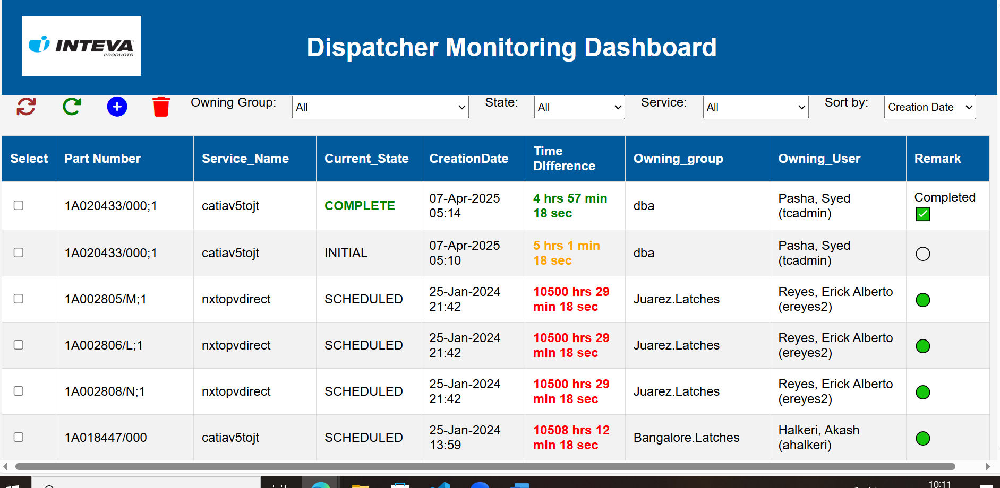 INTEVA
PRODUCTS
Dispatcher Monitoring Dashboard
Owning Group: All State: All Service: All Sort by: Creation Date
Select Part Number Service_Name Current_State CreationDate Time Difference Owning_group Owning_User Remark
1A020433/000;1 catiav5tojt COMPLETE 07-Apr-2025 05:14 4 hrs 57 min 18 sec dba Pasha, Syed (tcadmin) Completed
1A020433/000;1 catiav5tojt INITIAL 07-Apr-2025 05:10 5 hrs 1 min 18 sec dba Pasha, Syed (tcadmin)
1A002805/M;1 nxtopvdirect SCHEDULED 25-Jan-2024 21:42 10500 hrs 29 min 18 sec Juarez.Latches Reyes, Erick Alberto (ereyes2)
1A002806/L;1 nxtopvdirect SCHEDULED 25-Jan-2024 21:42 10500 hrs 29 min 18 sec Juarez.Latches Reyes, Erick Alberto (ereyes2)
1A002808/N;1 nxtopvdirect SCHEDULED 25-Jan-2024 21:42 10500 hrs 29 min 18 sec Juarez.Latches Reyes, Erick Alberto (ereyes2)
1A018447/000 catiav5tojt SCHEDULED 25-Jan-2024 13:59 10508 hrs 12 min 18 sec Bangalore.Latches Halkeri, Akash (ahalkeri)
10:11